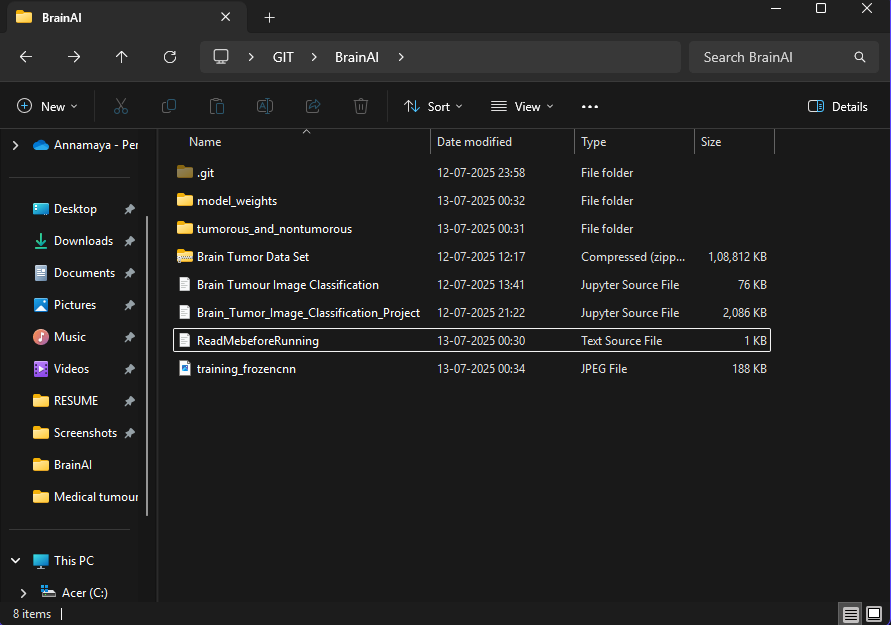 BrainAI
GIT > BrainAI >
Search BrainAI
New
Sort
View
Details
Name Date modified Type Size
Annamaya - Per
Desktop
Downloads
Documents
Pictures
Music
Videos
RESUME
Screenshots
BrainAI
Medical tumour
This PC
Acer (C:)
.git 12-07-2025 23:58 File folder
model_weights 13-07-2025 00:32 File folder
tumorous_and_nontumorous 13-07-2025 00:31 File folder
Brain Tumor Data Set 12-07-2025 12:17 Compressed (zipp... 1,08,812 KB
Brain Tumour Image Classification 12-07-2025 13:41 Jupyter Source File 76 KB
Brain_Tumor_Image_Classification_Project 12-07-2025 21:22 Jupyter Source File 2,086 KB
ReadMebeforeRunning 13-07-2025 00:30 Text Source File 1 KB
training_frozencnn 13-07-2025 00:34 JPEG File 188 KB
8 items